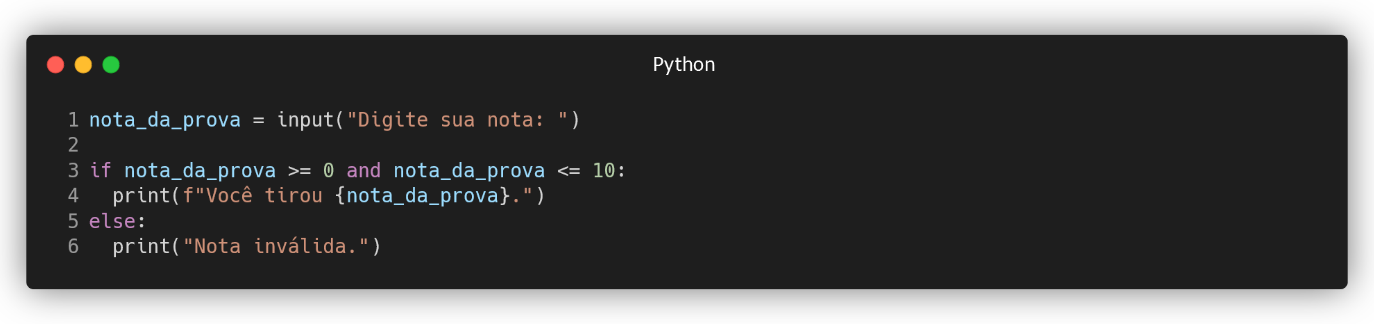 Python
1 nota_da_prova = input("Digite sua nota: ")
2
3 if nota_da_prova >= 0 and nota_da_prova <= 10:
4   print(f"Você tirou {nota_da_prova}.")
5 else:
6   print("Nota inválida.")